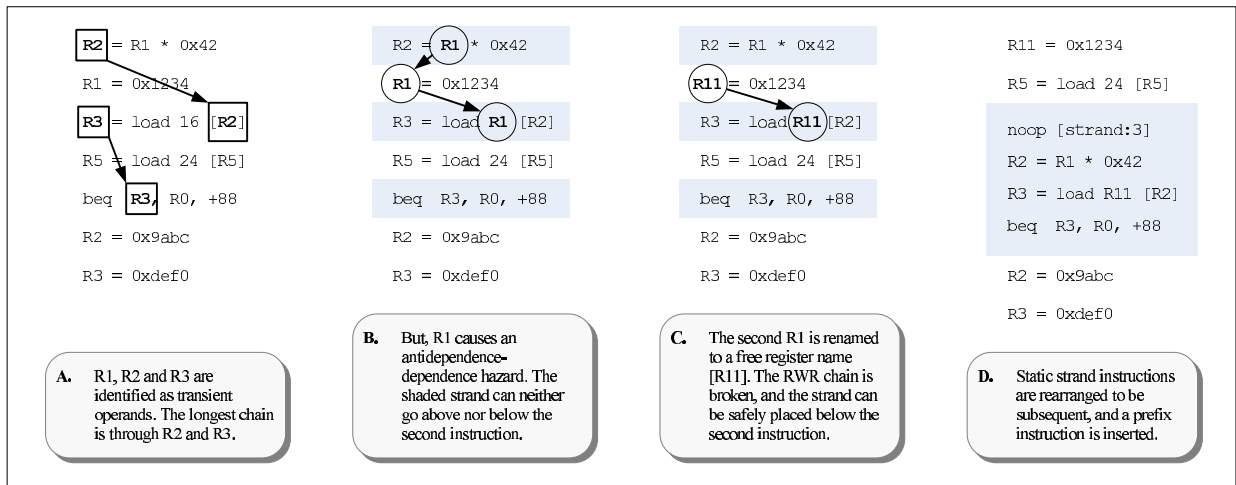 R2 = R1 * 0x42
R1 = 0x1234
R3 = load 16 [R2]
R5 = load 24 [R5]
beq R3, R0, +88
R2 = 0x9abc
R3 = 0xdef0
A. R1, R2 and R3 are
identified as transient
operands. The longest chain
is through R2 and R3.
R2 = R1 * 0x42
R1 = 0x1234
R3 = load R1 [R2]
R5 = load 24 [R5]
beq R3, R0, +88
R2 = 0x9abc
R3 = 0xdef0
B. But, R1 causes an
antidependence-
dependence hazard. The
shaded strand can neither
go above nor below the
second instruction.
R2 = R1 * 0x42
R11 = 0x1234
R3 = load R11 [R2]
R5 = load 24 [R5]
beq R3, R0, +88
R2 = 0x9abc
R3 = 0xdef0
C. The second R1 is renamed
to a free register name
[R11]. The RWR chain is
broken, and the strand can
be safely placed below the
second instruction.
R11 = 0x1234
R5 = load 24 [R5]
noop [strand:3]
R2 = R1 * 0x42
R3 = load R11 [R2]
beq R3, R0, +88
R2 = 0x9abc
R3 = 0xdef0
D. Static strand instructions
are rearranged to be
subsequent, and a prefix
instruction is inserted.